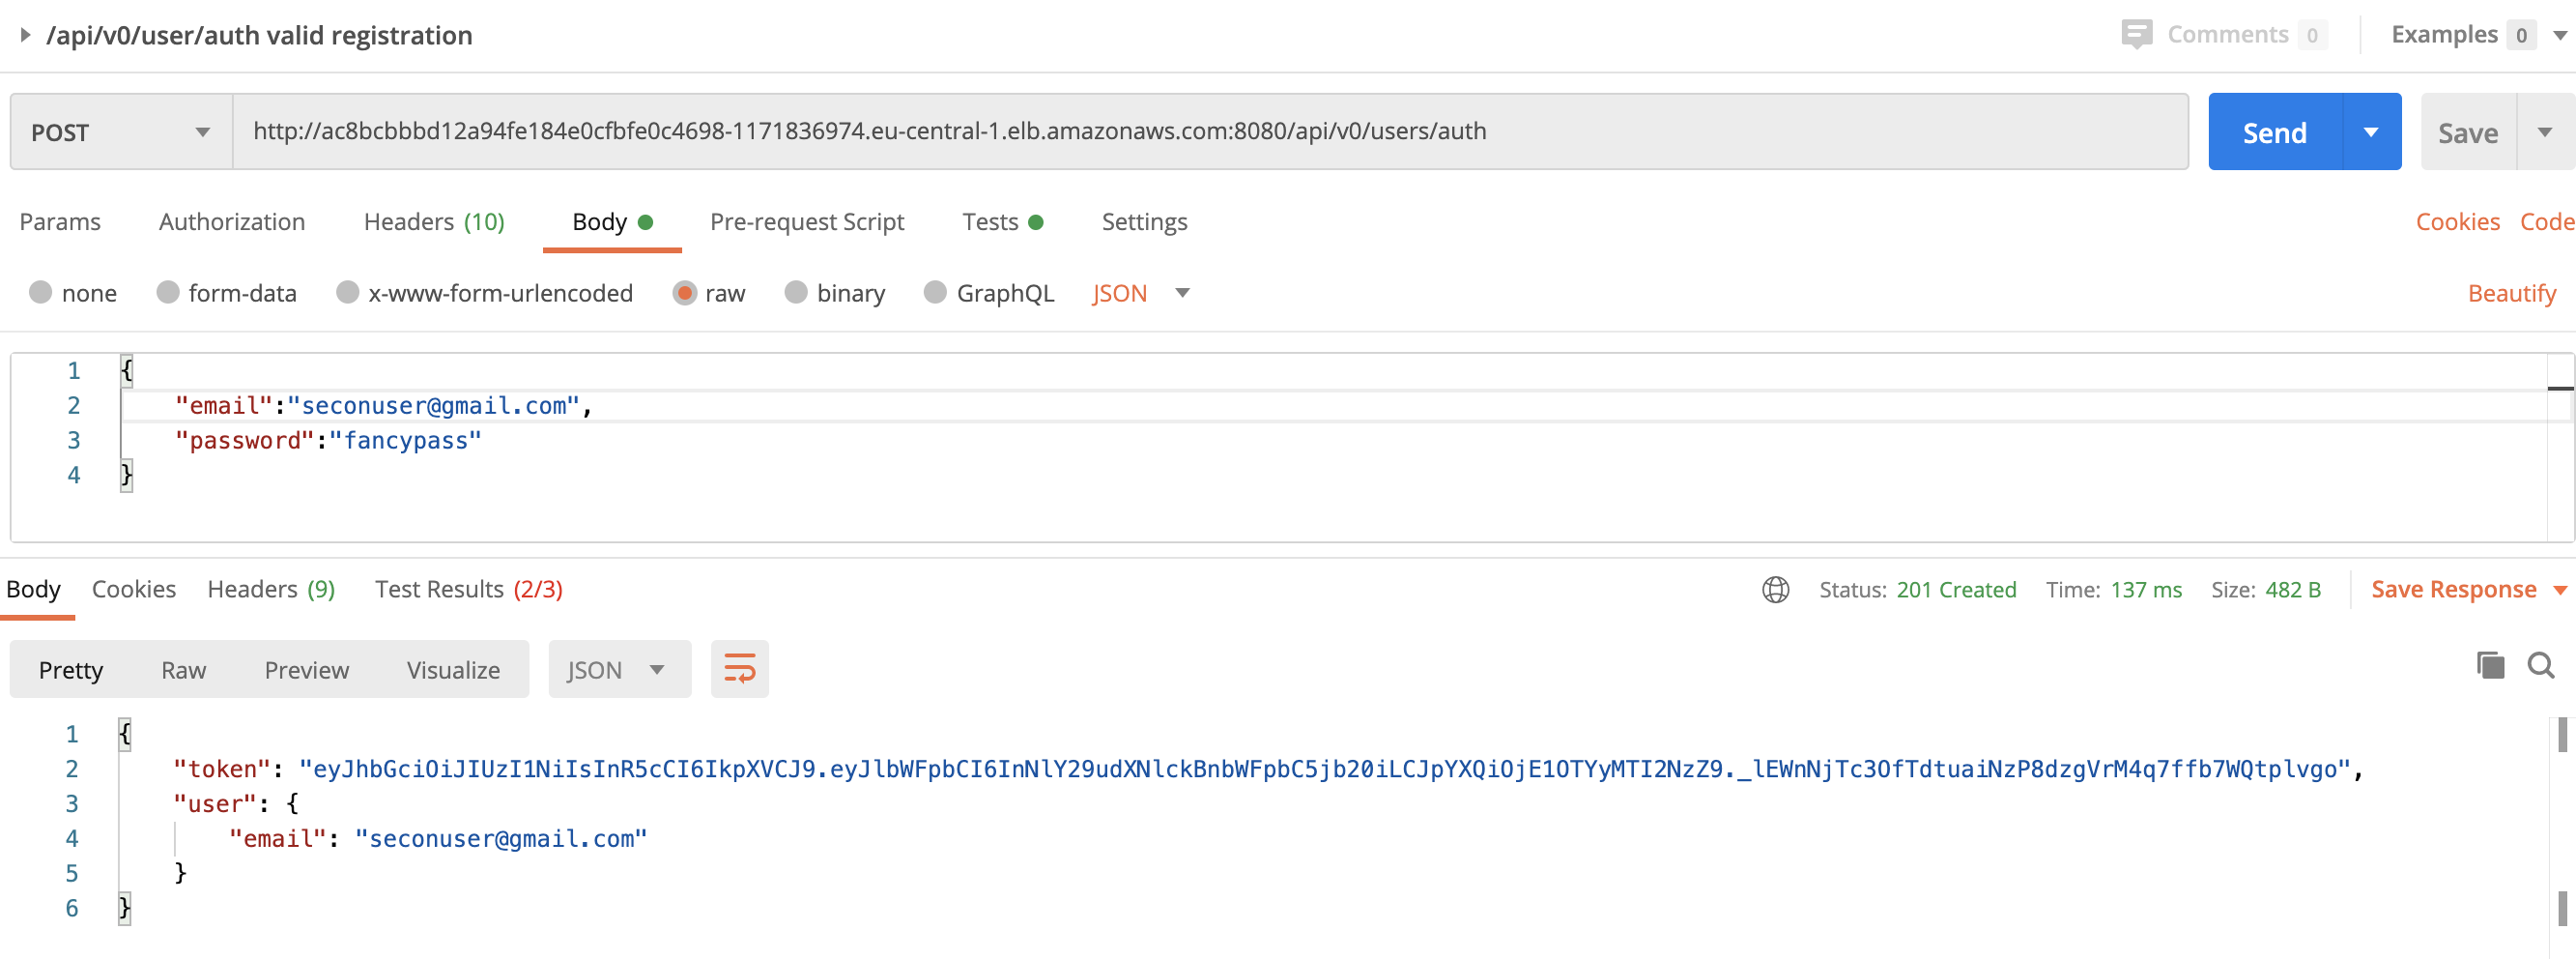 /api/v0/user/auth valid registration Comments 0 Examples 0
POST http://ac8bcbbbd12a94fe184e0cfbfe0c4698-1171836974.eu-central-1.elb.amazonaws.com:8080/api/v0/users/auth Send Save
Params Authorization Headers (10) Body Pre-request Script Tests Settings Cookies Code
none form-data x-www-form-urlencoded raw binary GraphQL JSON Beautify
1 {
2 "email":"seconuser@gmail.com",
3 "password":"fancypass"
4 }
Body Cookies Headers (9) Test Results (2/3) Status: 201 Created Time: 137 ms Size: 482 B Save Response
Pretty Raw Preview Visualize JSON
1 {
2 "token": "eyJhbGciOiJIUzI1NiIsInR5cCI6IkpXVCJ9.eyJlbWFpbCI6InNlY29udXNlckBnbWFpbC5jb20iLCJpYXQiOjE1OTYyMTI2NzZ9._lEWnNjTc3OfTdtuaiNzP8dzgVrM4q7ffb7WQtplvgo",
3 "user": {
4 "email": "seconuser@gmail.com"
5 }
6 }